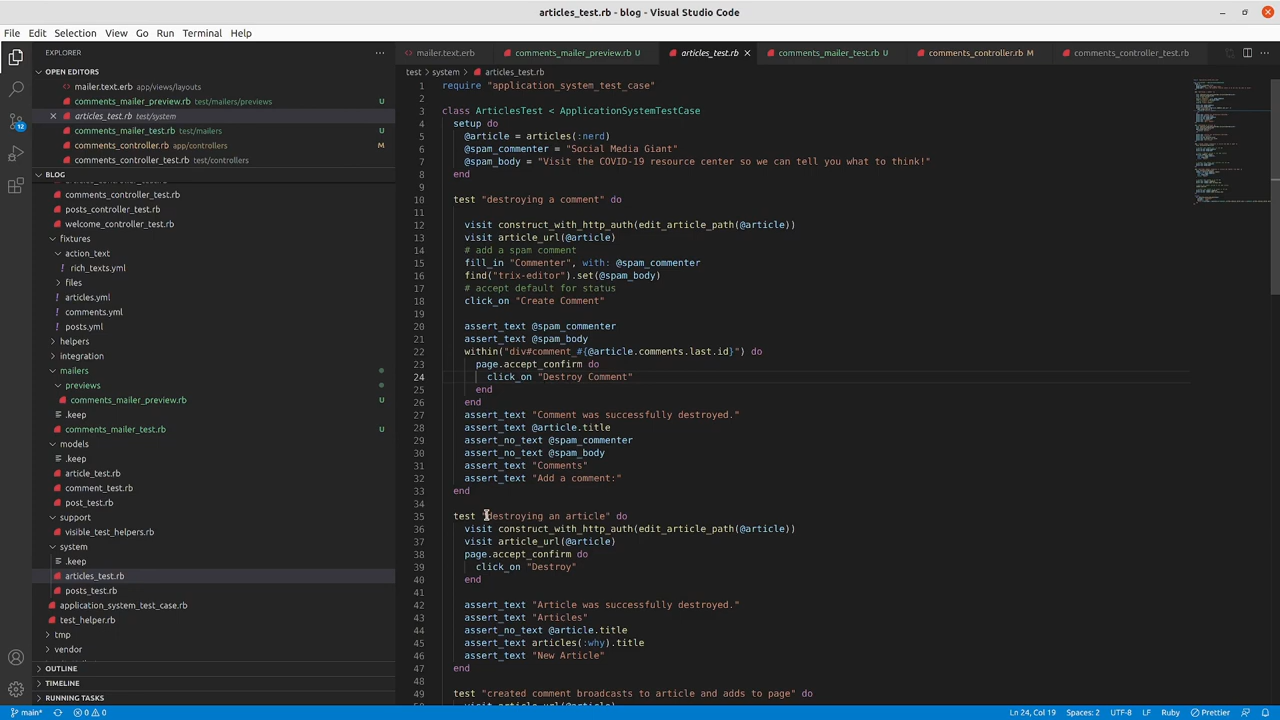 articles_test.rb - blog - Visual Studio Code
File Edit Selection View Go Run Terminal Help
EXPLORER
OPEN EDITORS
mailer.text.erb app/views/layouts
comments_mailer_preview.rb test/mailers/previews U
articles_test.rb test/system
comments_mailer_test.rb test/mailers U
comments_controller.rb app/controllers M
comments_controller_test.rb test/controllers
BLOG
comments_controller_test.rb
posts_controller_test.rb
welcome_controller_test.rb
fixtures
action_text
rich_texts.yml
files
articles.yml
comments.yml
posts.yml
helpers
integration
mailers
previews
comments_mailer_preview.rb U
.keep
comments_mailer_test.rb U
models
.keep
article_test.rb
comment_test.rb
post_test.rb
support
visible_test_helpers.rb
system
.keep
articles_test.rb
posts_test.rb
application_system_test_case.rb
test_helper.rb
tmp
vendor
OUTLINE
TIMELINE
RUNNING TASKS
12
mailer.text.erb comments_mailer_preview.rb U articles_test.rb comments_mailer_test.rb U comments_controller.rb M comments_controller_test.rb
test > system > articles_test.rb
1 require "application_system_test_case"
2
3 class ArticlesTest < ApplicationSystemTestCase
4 setup do
5 @article = articles(:nerd)
6 @spam_commenter = "Social Media Giant"
7 @spam_body = "Visit the COVID-19 resource center so we can tell you what to think!"
8 end
9
10 test "destroying a comment" do
11
12 visit construct_with_http_auth(edit_article_path(@article))
13 visit article_url(@article)
14 # add a spam comment
15 fill_in "Commenter", with: @spam_commenter
16 find("trix-editor").set(@spam_body)
17 # accept default for status
18 click_on "Create Comment"
19
20 assert_text @spam_commenter
21 assert_text @spam_body
22 within("div#comment_#{@article.comments.last.id}") do
23 page.accept_confirm do
24 click_on "Destroy Comment"
25 end
26 end
27 assert_text "Comment was successfully destroyed."
28 assert_text @article.title
29 assert_no_text @spam_commenter
30 assert_no_text @spam_body
31 assert_text "Comments"
32 assert_text "Add a comment:"
33 end
34
35 test "destroying an article" do
36 visit construct_with_http_auth(edit_article_path(@article))
37 visit article_url(@article)
38 page.accept_confirm do
39 click_on "Destroy"
40 end
41
42 assert_text "Article was successfully destroyed."
43 assert_text "Articles"
44 assert_no_text @article.title
45 assert_text articles(:why).title
46 assert_text "New Article"
47 end
48
49 test "created comment broadcasts to article and adds to page" do
main* 0 0 Ln 24, Col 19 Spaces: 2 UTF-8 LF Ruby Prettier